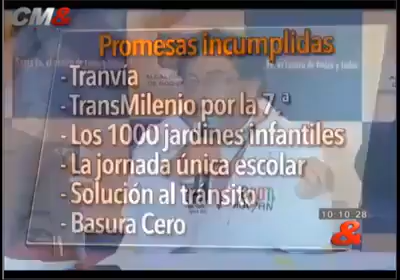 CM&
Promesas incumplidas
- Tranvía
- TransMilenio por la 7ª
- Los 1000 jardines infantiles
- La jornada única escolar
- Solución al tránsito
- Basura Cero
10:10:28
&